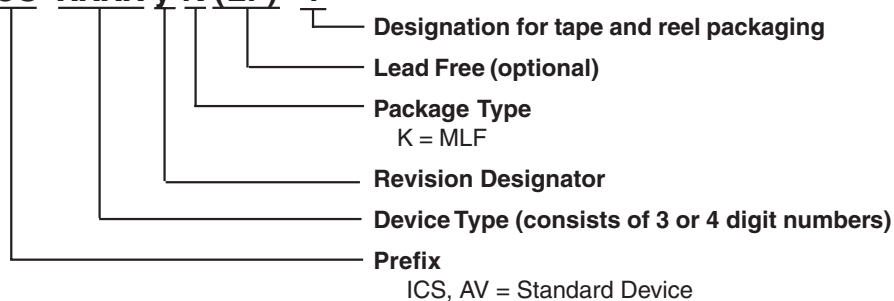 Designation for tape and reel packaging
Lead Free (optional)
Package Type
K = MLF
Revision Designator
Device Type (consists of 3 or 4 digit numbers)
Prefix
ICS, AV = Standard Device